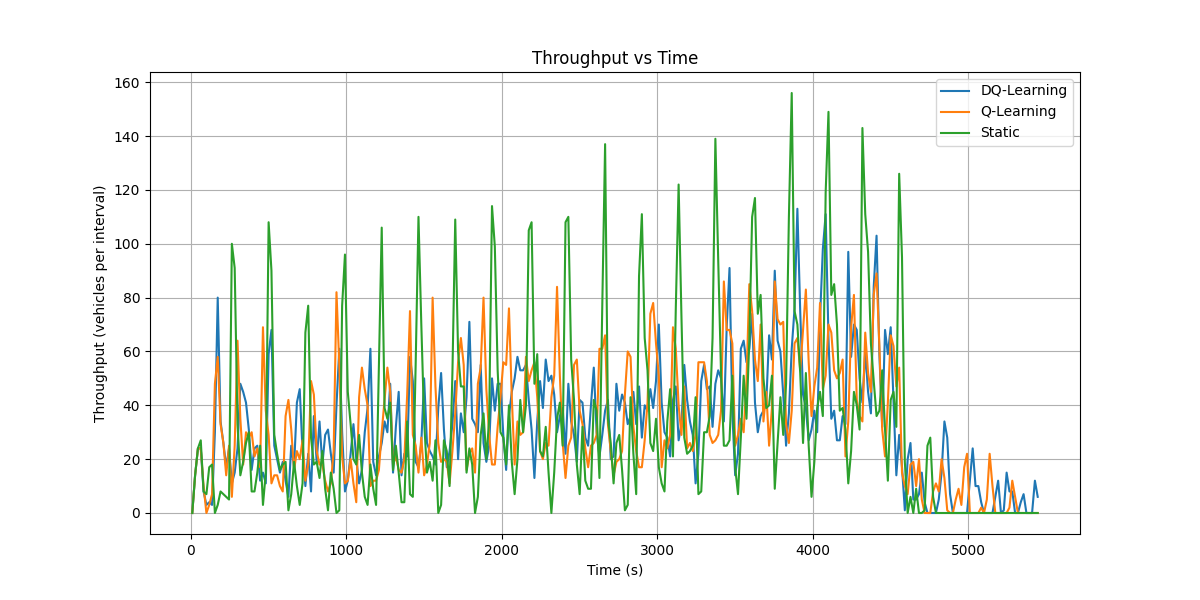 Throughput vs Time
DQ-Learning
Q-Learning
Static
Throughput (vehicles per interval)
160
140
120
100
80
60
40
20
0
0 1000 2000 3000 4000 5000
Time (s)